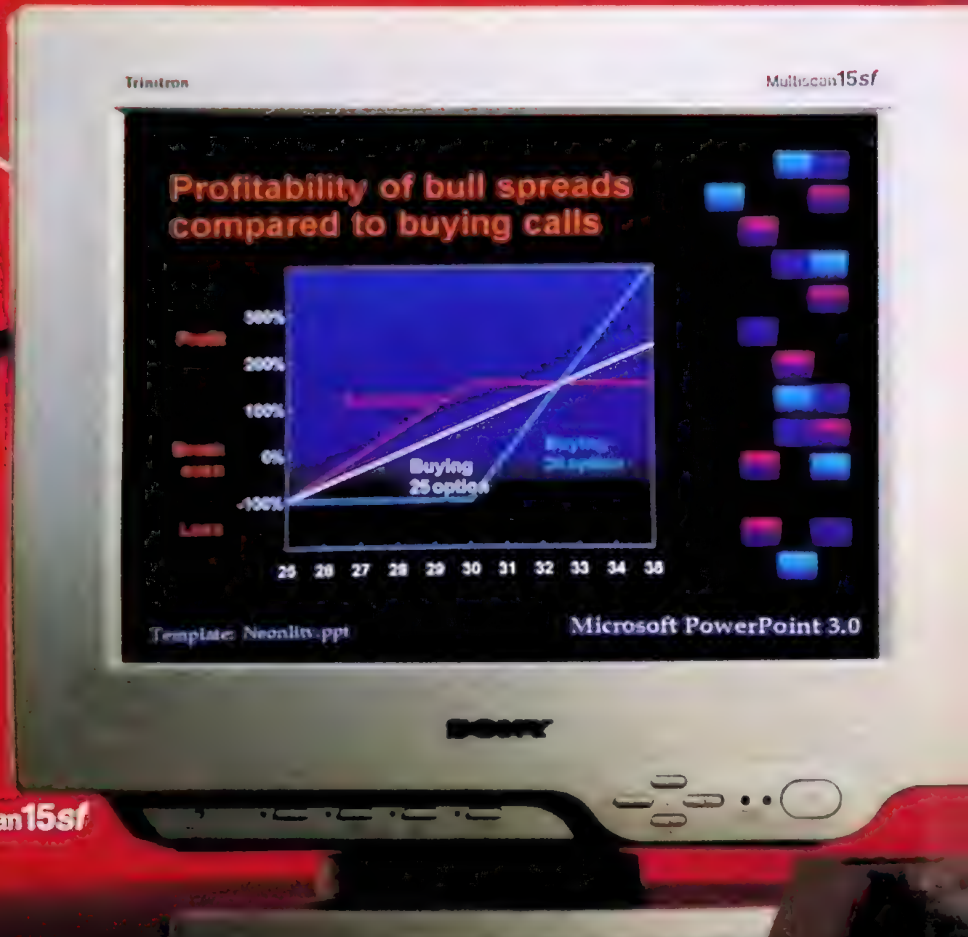 Trinitron
Multiscan15sf
Profitability of bull spreads
compared to buying calls
300%
200%
100%
0%
-100%
Loss
Buying
25 option
25 26 27 28 29 30 31 32 33 34 35
Template: .ppt
Microsoft PowerPoint 3.0
SONY
an15sf